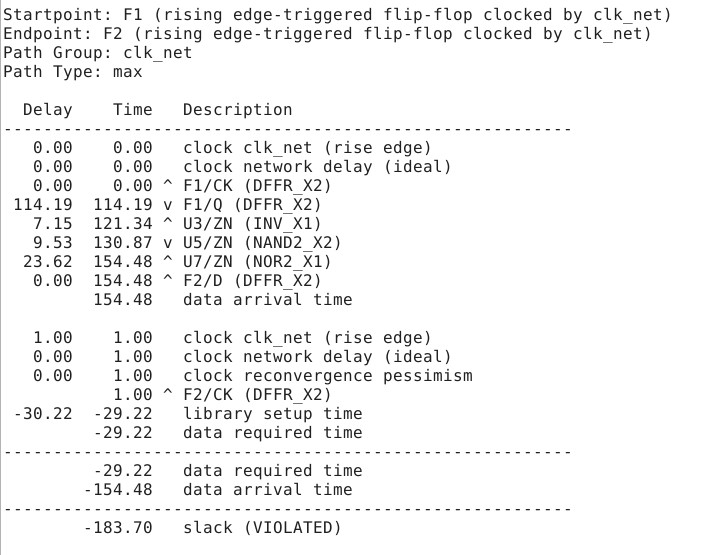 Startpoint: F1 (rising edge-triggered flip-flop clocked by clk_net)
Endpoint: F2 (rising edge-triggered flip-flop clocked by clk_net)
Path Group: clk_net
Path Type: max

  Delay    Time   Description
---------------------------------------------------------
   0.00    0.00   clock clk_net (rise edge)
   0.00    0.00   clock network delay (ideal)
   0.00    0.00 ^ F1/CK (DFFR_X2)
 114.19  114.19 v F1/Q (DFFR_X2)
   7.15  121.34 ^ U3/ZN (INV_X1)
   9.53  130.87 v U5/ZN (NAND2_X2)
  23.62  154.48 ^ U7/ZN (NOR2_X1)
   0.00  154.48 ^ F2/D (DFFR_X2)
         154.48   data arrival time

   1.00    1.00   clock clk_net (rise edge)
   0.00    1.00   clock network delay (ideal)
   0.00    1.00   clock reconvergence pessimism
           1.00 ^ F2/CK (DFFR_X2)
 -30.22  -29.22   library setup time
         -29.22   data required time
---------------------------------------------------------
         -29.22   data required time
        -154.48   data arrival time
---------------------------------------------------------
        -183.70   slack (VIOLATED)